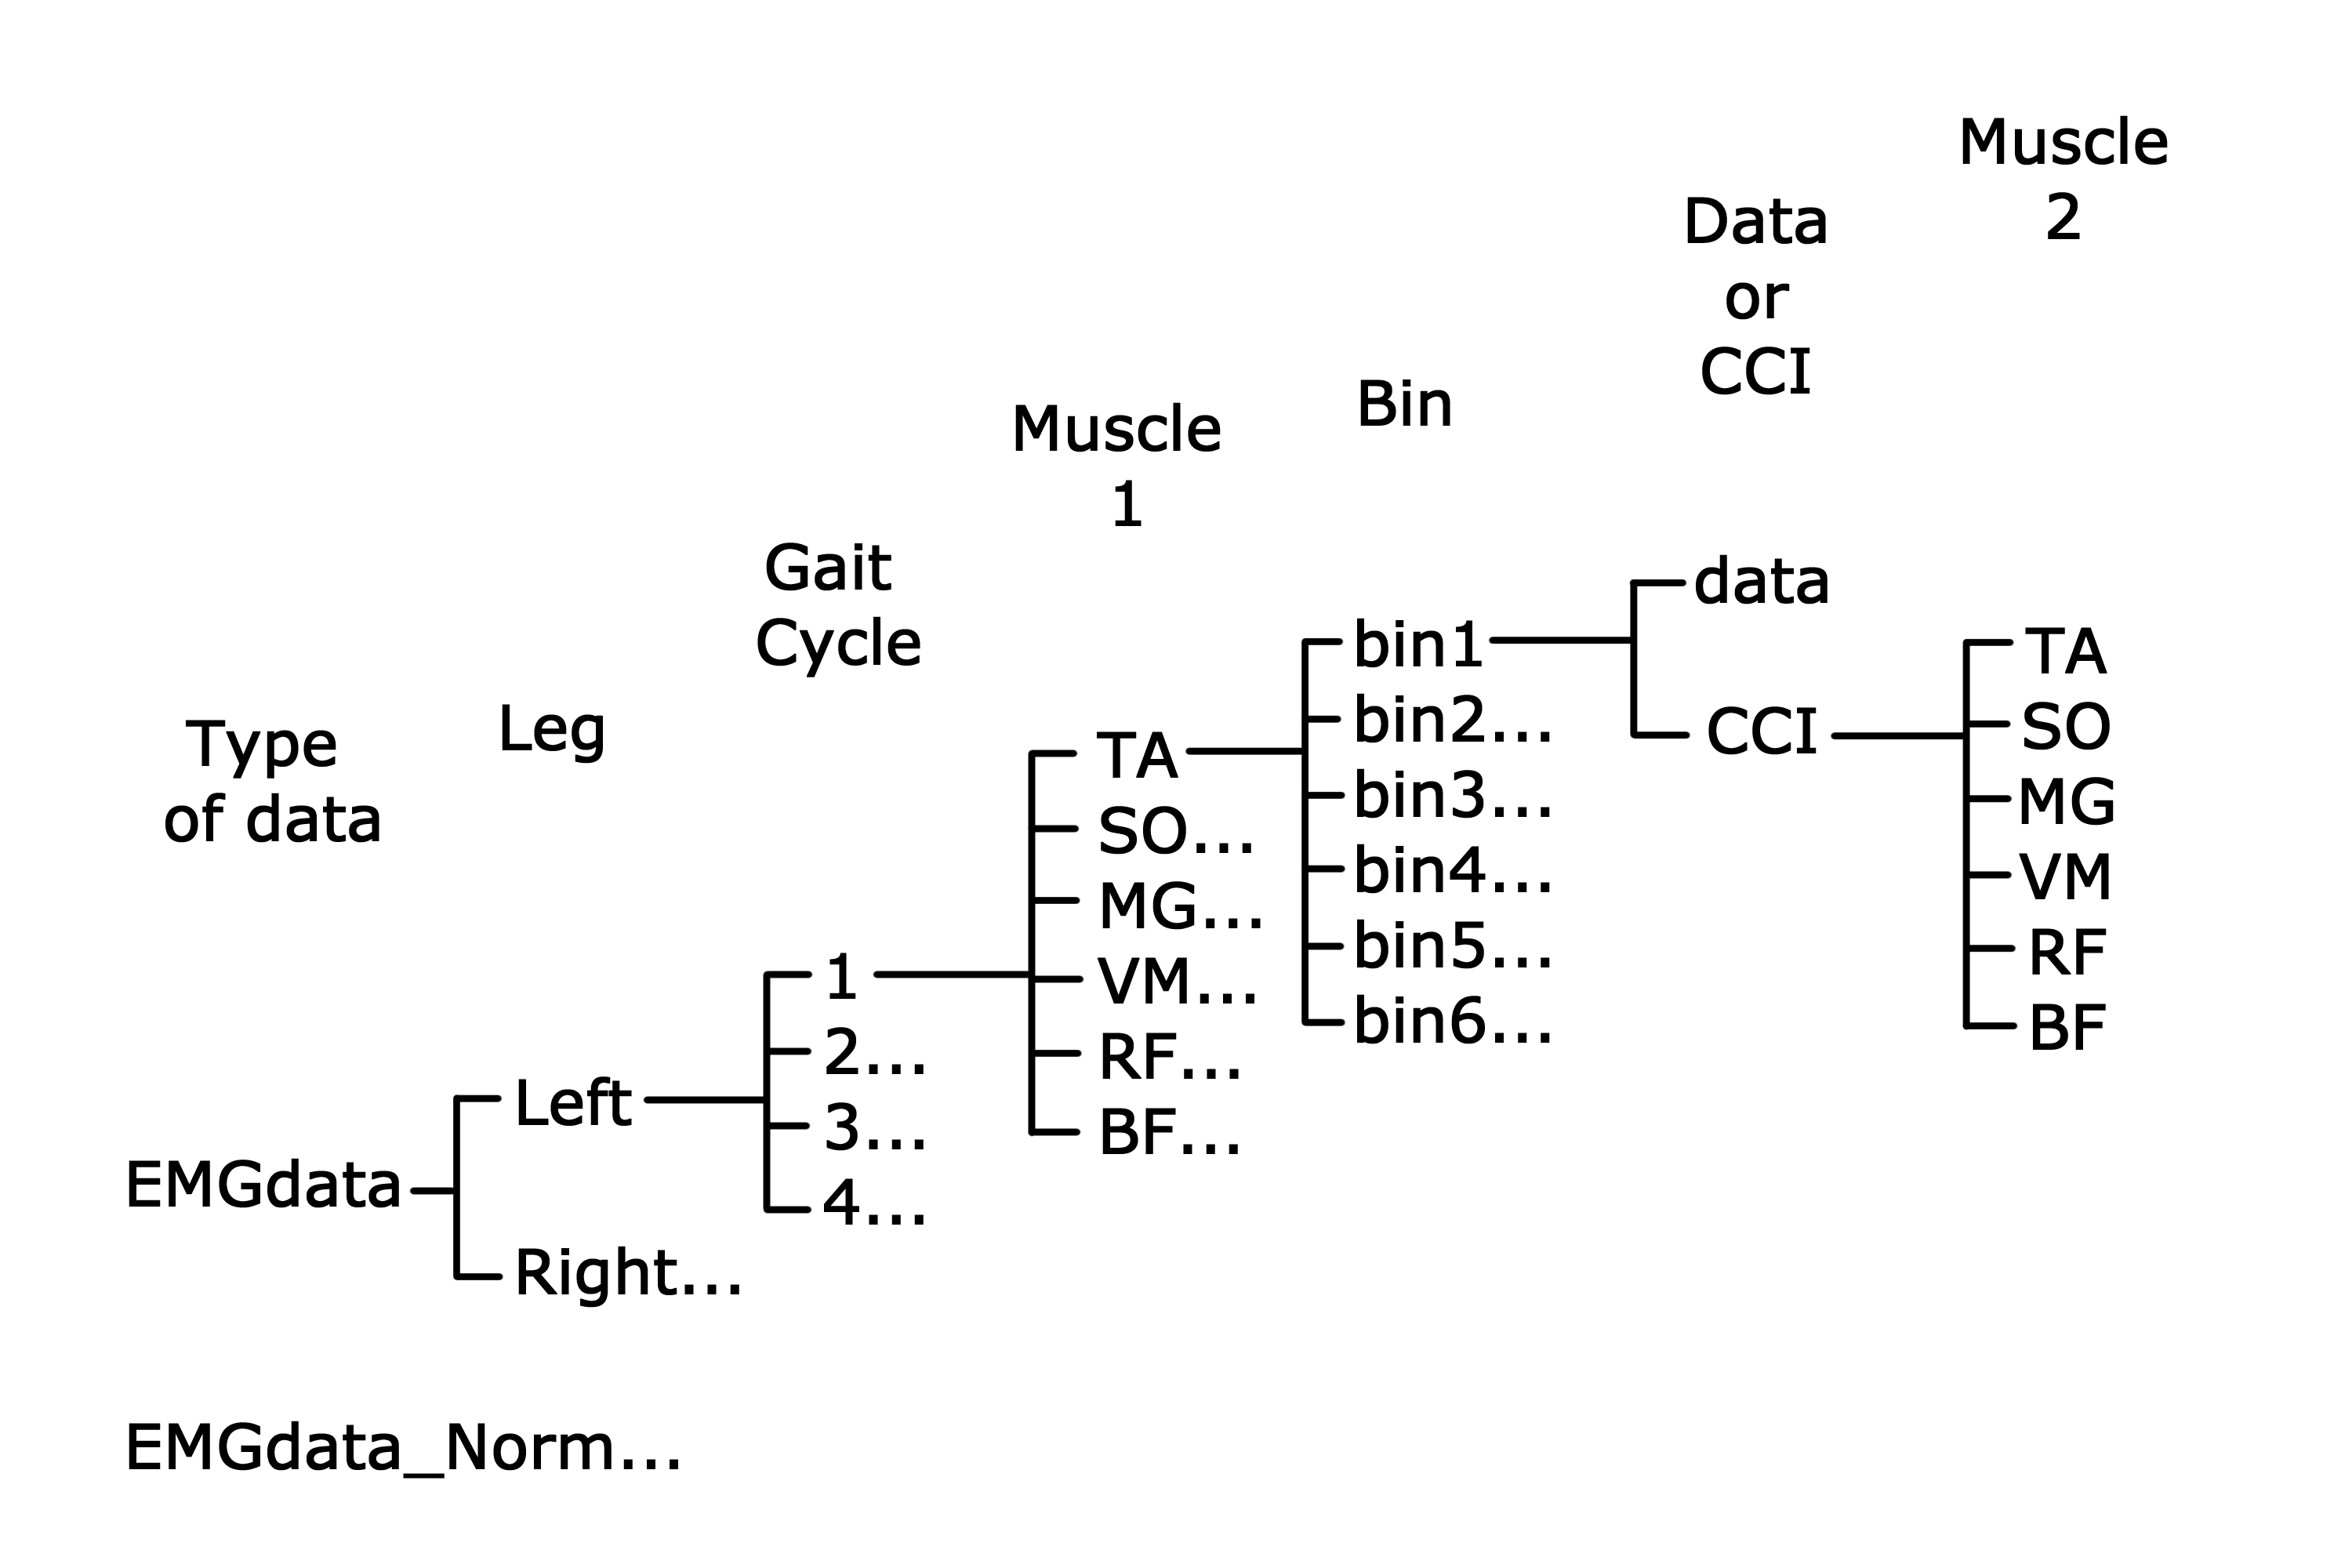 Type
of data
Leg
Gait
Cycle
Muscle
1
Bin
Data
or
CCI
Muscle
2
EMGdata
Left
Right...
1
2...
3...
4...
TA
SO...
MG...
VM...
RF...
BF...
bin1
bin2...
bin3...
bin4...
bin5...
bin6...
data
CCI
TA
SO
MG
VM
RF
BF
EMGdata_Norm...